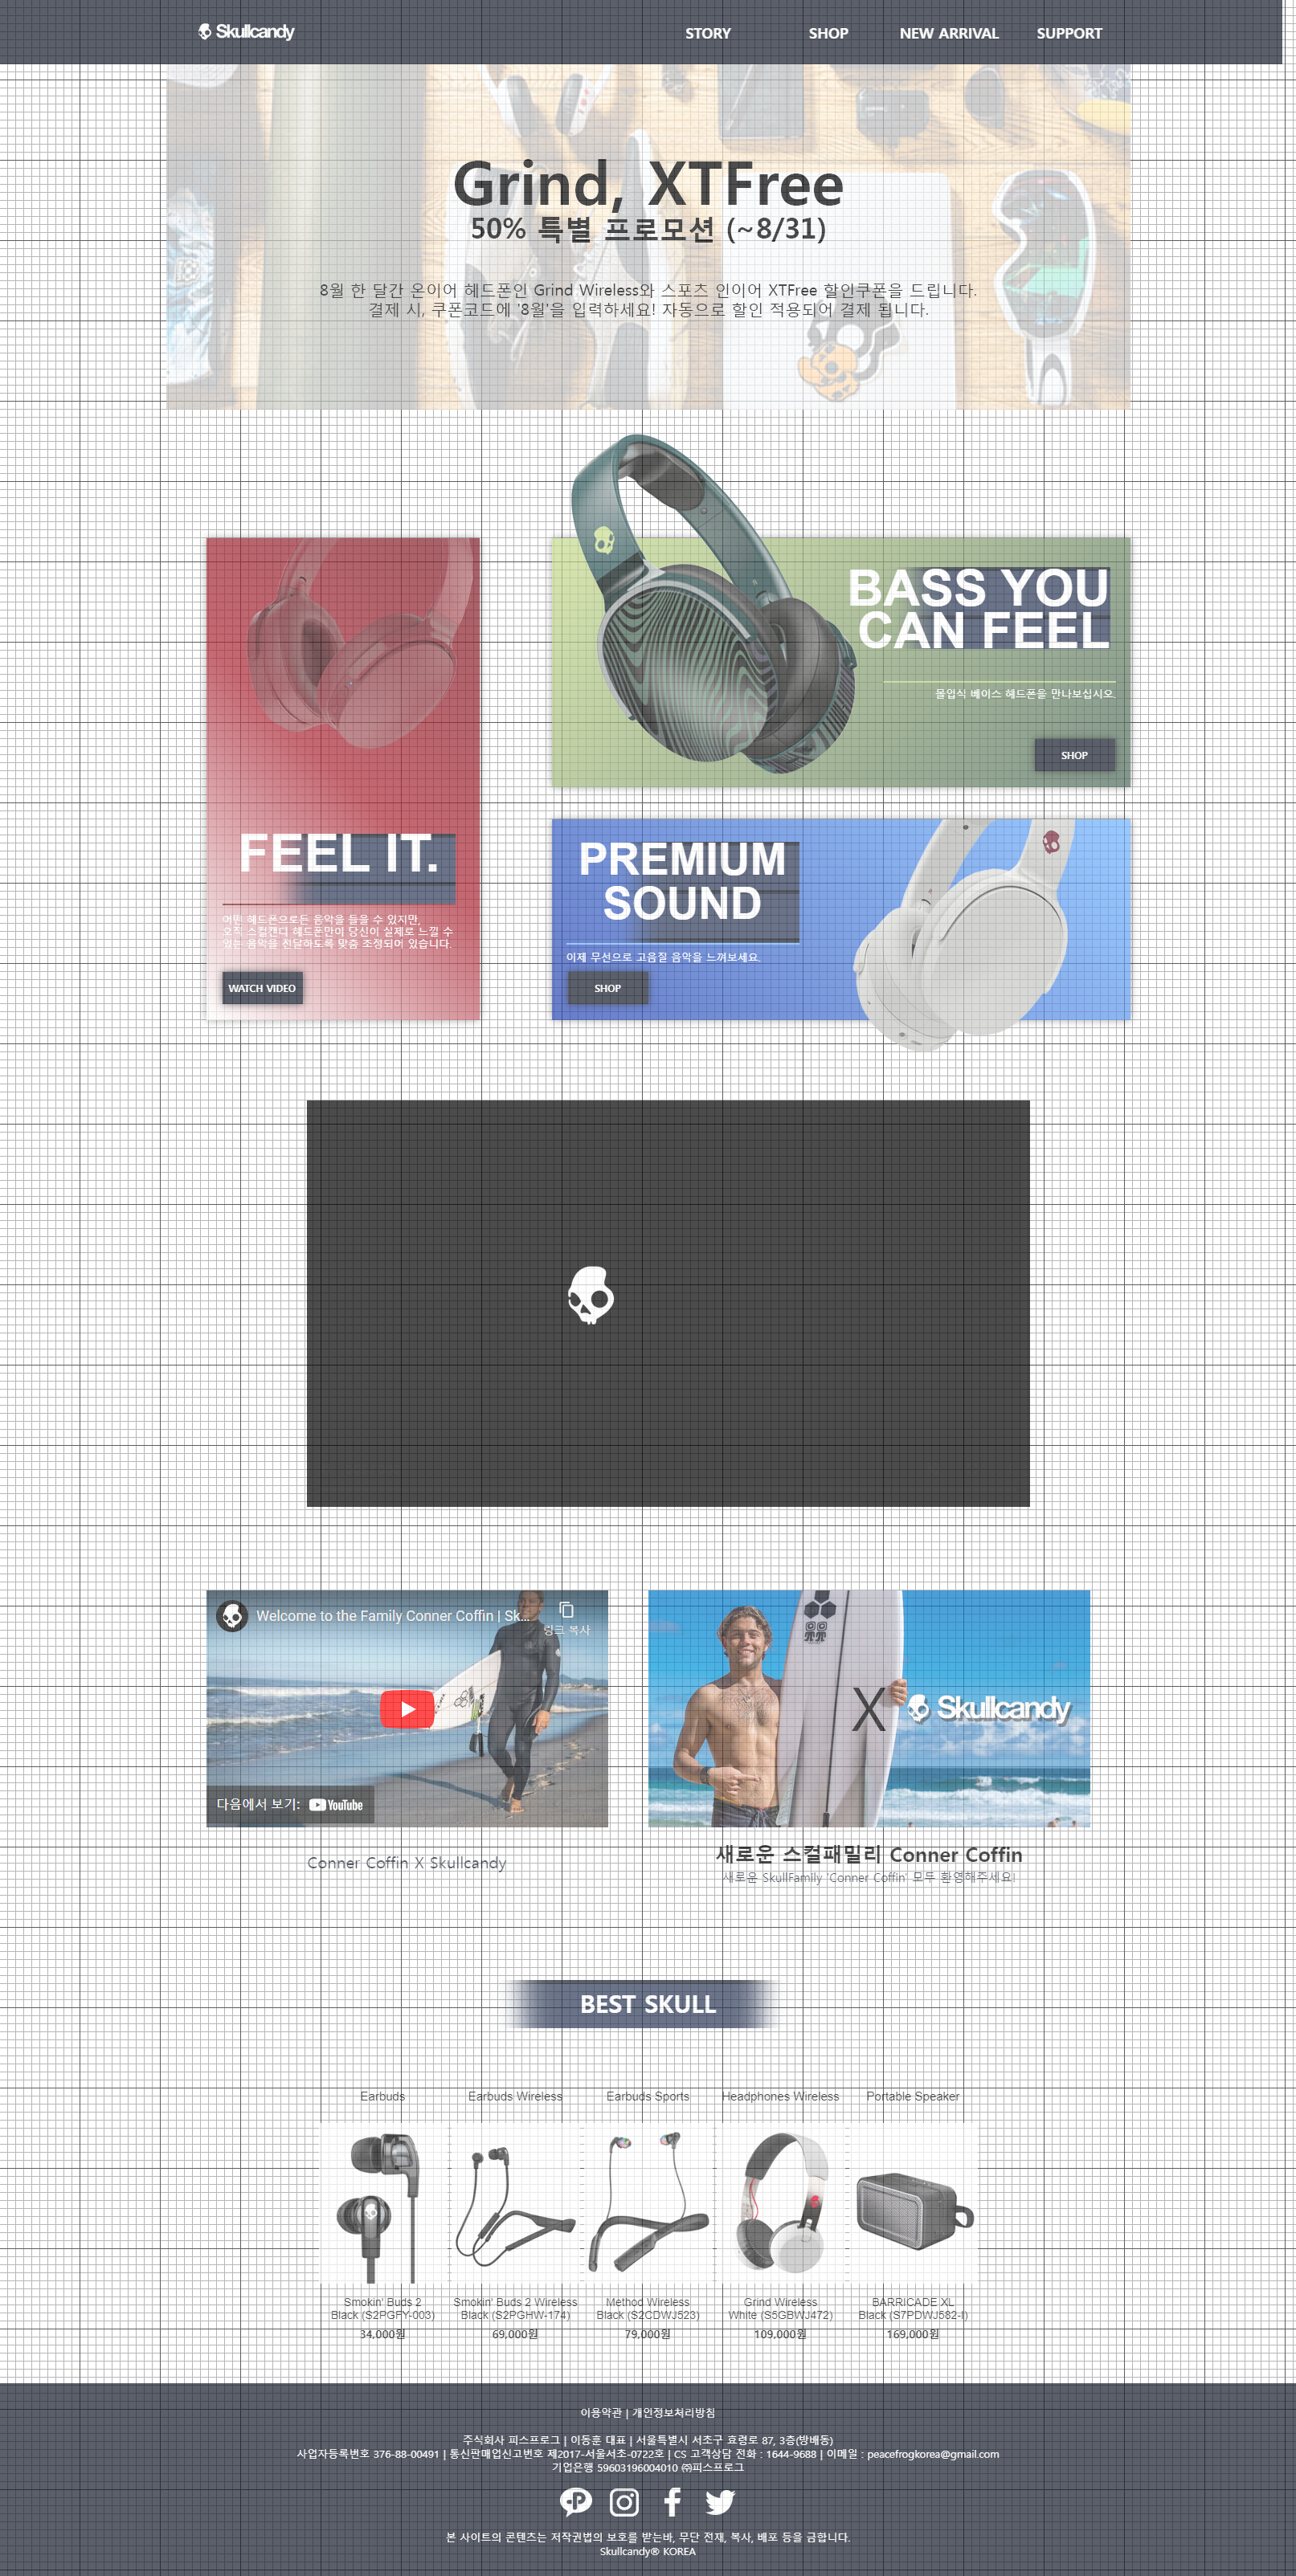 Skullcandy
STORY
SHOP
NEW ARRIVAL
SUPPORT
Grind, XTFree
50% 특별 프로모션 (~8/31)
8월 한 달간 온이어 헤드폰인 Grind Wireless와 스포츠 인이어 XTFree 할인쿠폰을 드립니다.
결제 시, 쿠폰코드에 '8월'을 입력하세요! 자동으로 할인 적용되어 결제 됩니다.
BASS YOU
CAN FEEL
몰입식 베이스 헤드폰을 만나보십시오.
SHOP
FEEL IT.
어떤 헤드폰으로든 음악을 들을 수 있지만,
오직 스컬캔디 헤드폰만이 당신이 실제로 느낄 수
있는 음악을 전달하도록 맞춤 조정되어 있습니다.
WATCH VIDEO
PREMIUM
SOUND
이제 무선으로 고음질 음악을 느껴보세요.
SHOP
Welcome to the Family Conner Coffin | Sk...
링크 복사
다음에서 보기: YouTube
Conner Coffin X Skullcandy
X Skullcandy
새로운 스컬패밀리 Conner Coffin
새로운 SkullFamily 'Conner Coffin' 모두 환영해주세요!
BEST SKULL
Earbuds
Earbuds Wireless
Earbuds Sports
Headphones Wireless
Portable Speaker
Smokin' Buds 2
Black (S2PGFY-003)
34,000원
Smokin' Buds 2 Wireless
Black (S2PGHW-174)
69,000원
Method Wireless
Black (S2CDWJ523)
79,000원
Grind Wireless
White (S5GBWJ472)
109,000원
BARRICADE XL
Black (S7PDWJ582-I)
169,000원
이용약관 | 개인정보처리방침
주식회사 피스프로그 | 이동훈 대표 | 서울특별시 서초구 효령로 87, 3층(방배동)
사업자등록번호 376-88-00491 | 통신판매업신고번호 제2017-서울서초-0722호 | CS 고객상담 전화 : 1644-9688 | 이메일 : peacefrogkorea@gmail.com
기업은행 59603196004010 ㈜피스프로그
본 사이트의 콘텐츠는 저작권법의 보호를 받는바, 무단 전재, 복사, 배포 등을 금합니다.
Skullcandy® KOREA